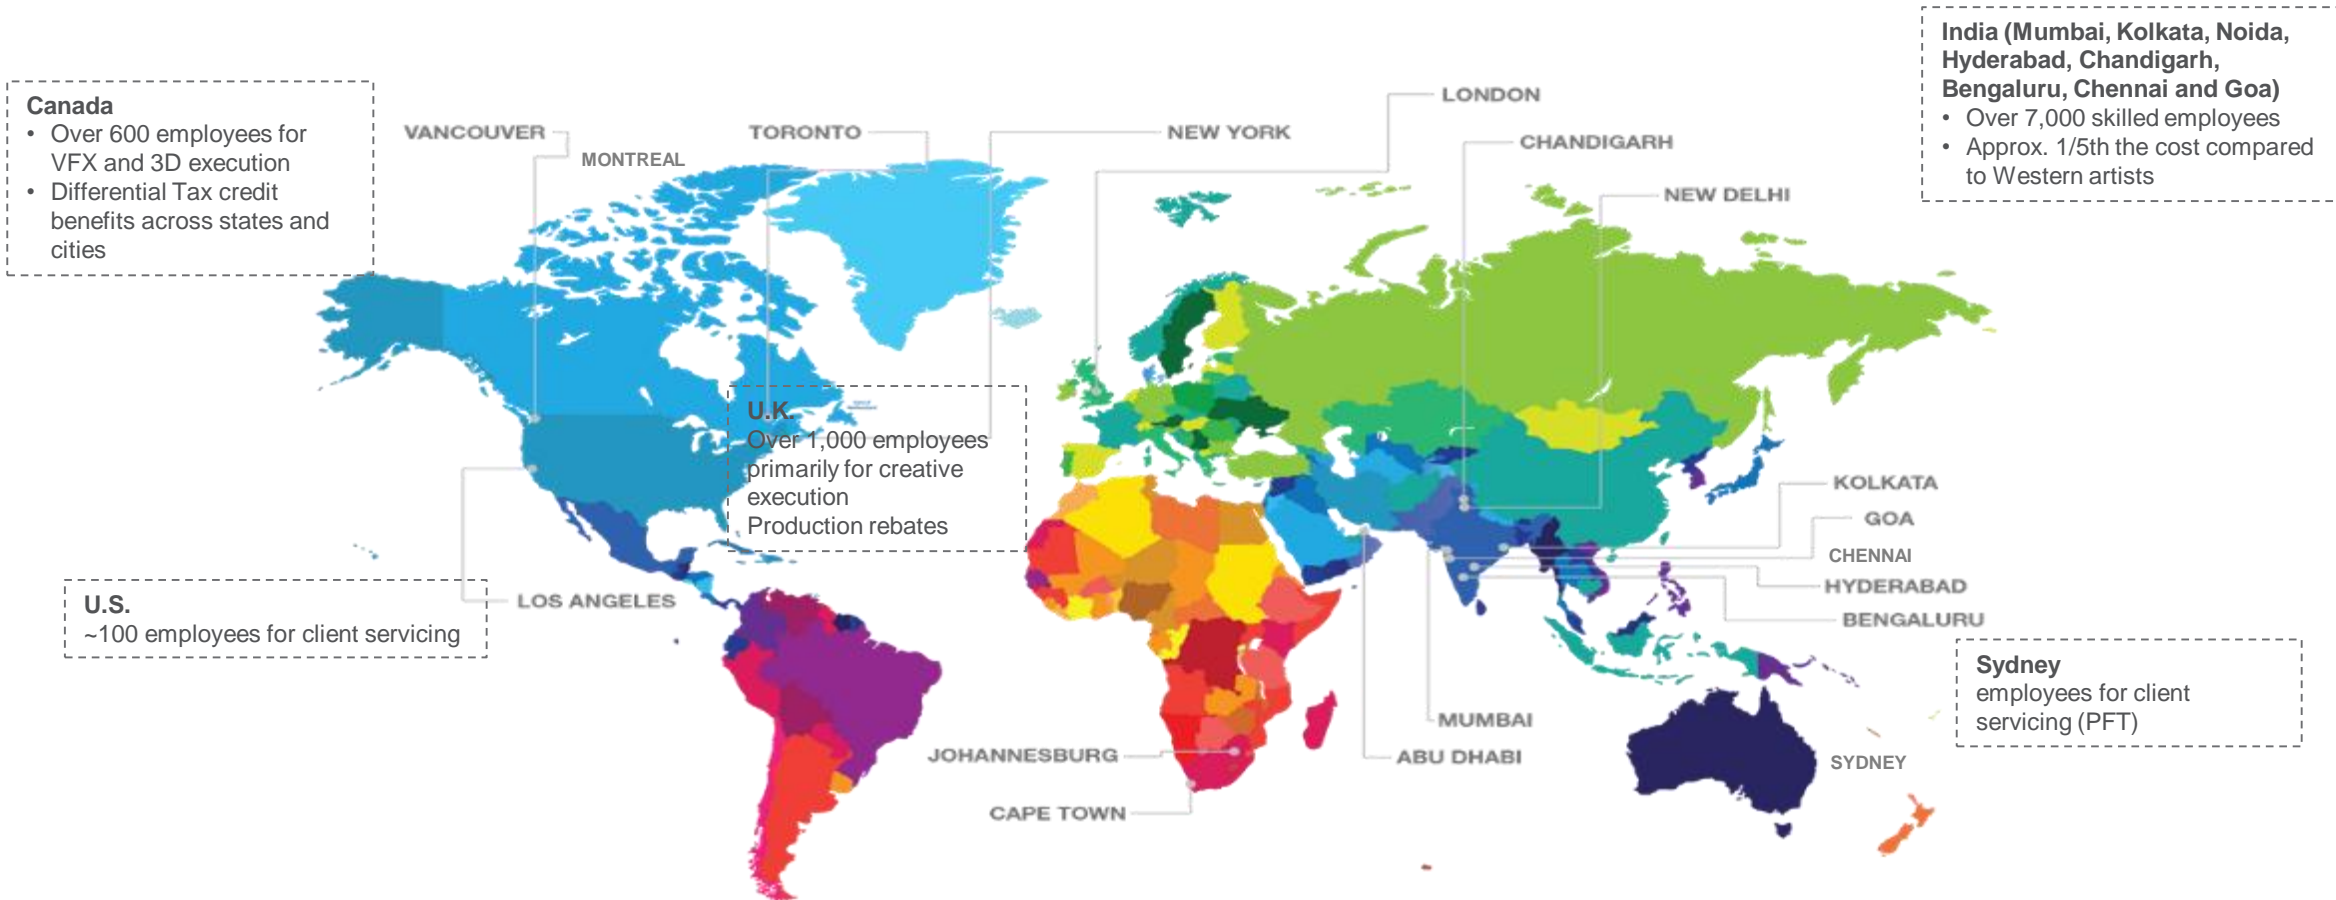 India (Mumbai, Kolkata, Noida,
Hyderabad, Chandigarh,
Bengaluru, Chennai and Goa)
• Over 7,000 skilled employees
• Approx. 1/5th the cost compared
to Western artists
Canada
• Over 600 employees for
VFX and 3D execution
• Differential Tax credit
benefits across states and
cities
VANCOUVER
MONTREAL
TORONTO
NEW YORK
LONDON
CHANDIGARH
NEW DELHI
U.K.
Over 1,000 employees
primarily for creative
execution
Production rebates
KOLKATA
GOA
CHENNAI
HYDERABAD
BENGALURU
U.S.
~100 employees for client servicing
LOS ANGELES
Sydney
employees for client
servicing (PFT)
MUMBAI
ABU DHABI
JOHANNESBURG
CAPE TOWN
SYDNEY